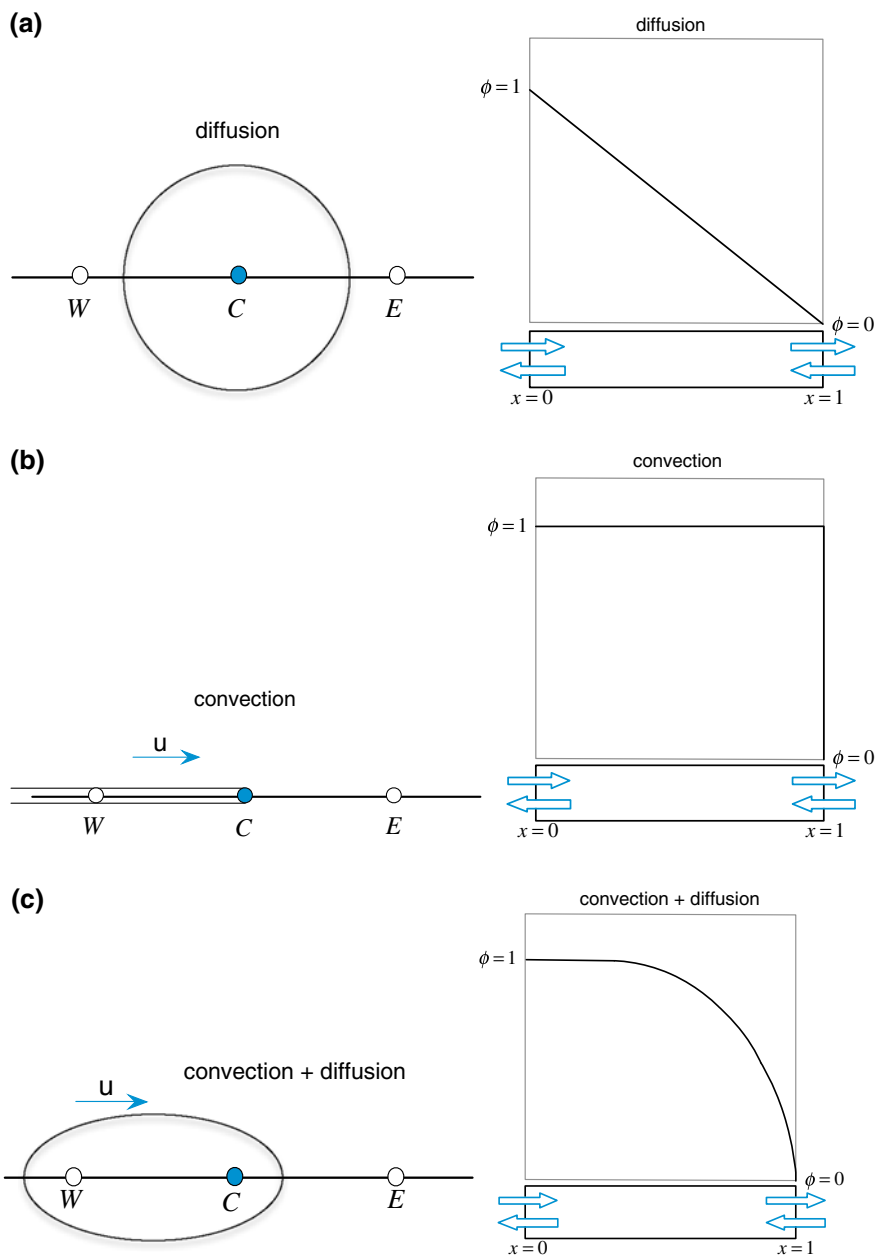 (a)
diffusion
ϕ = 1
diffusion
W C E
ϕ = 0
x = 0 x = 1
(b)
convection
ϕ = 1
convection
u
ϕ = 0
W C E
x = 0 x = 1
(c)
convection + diffusion
ϕ = 1
convection + diffusion
u
W C E
ϕ = 0
x = 0 x = 1